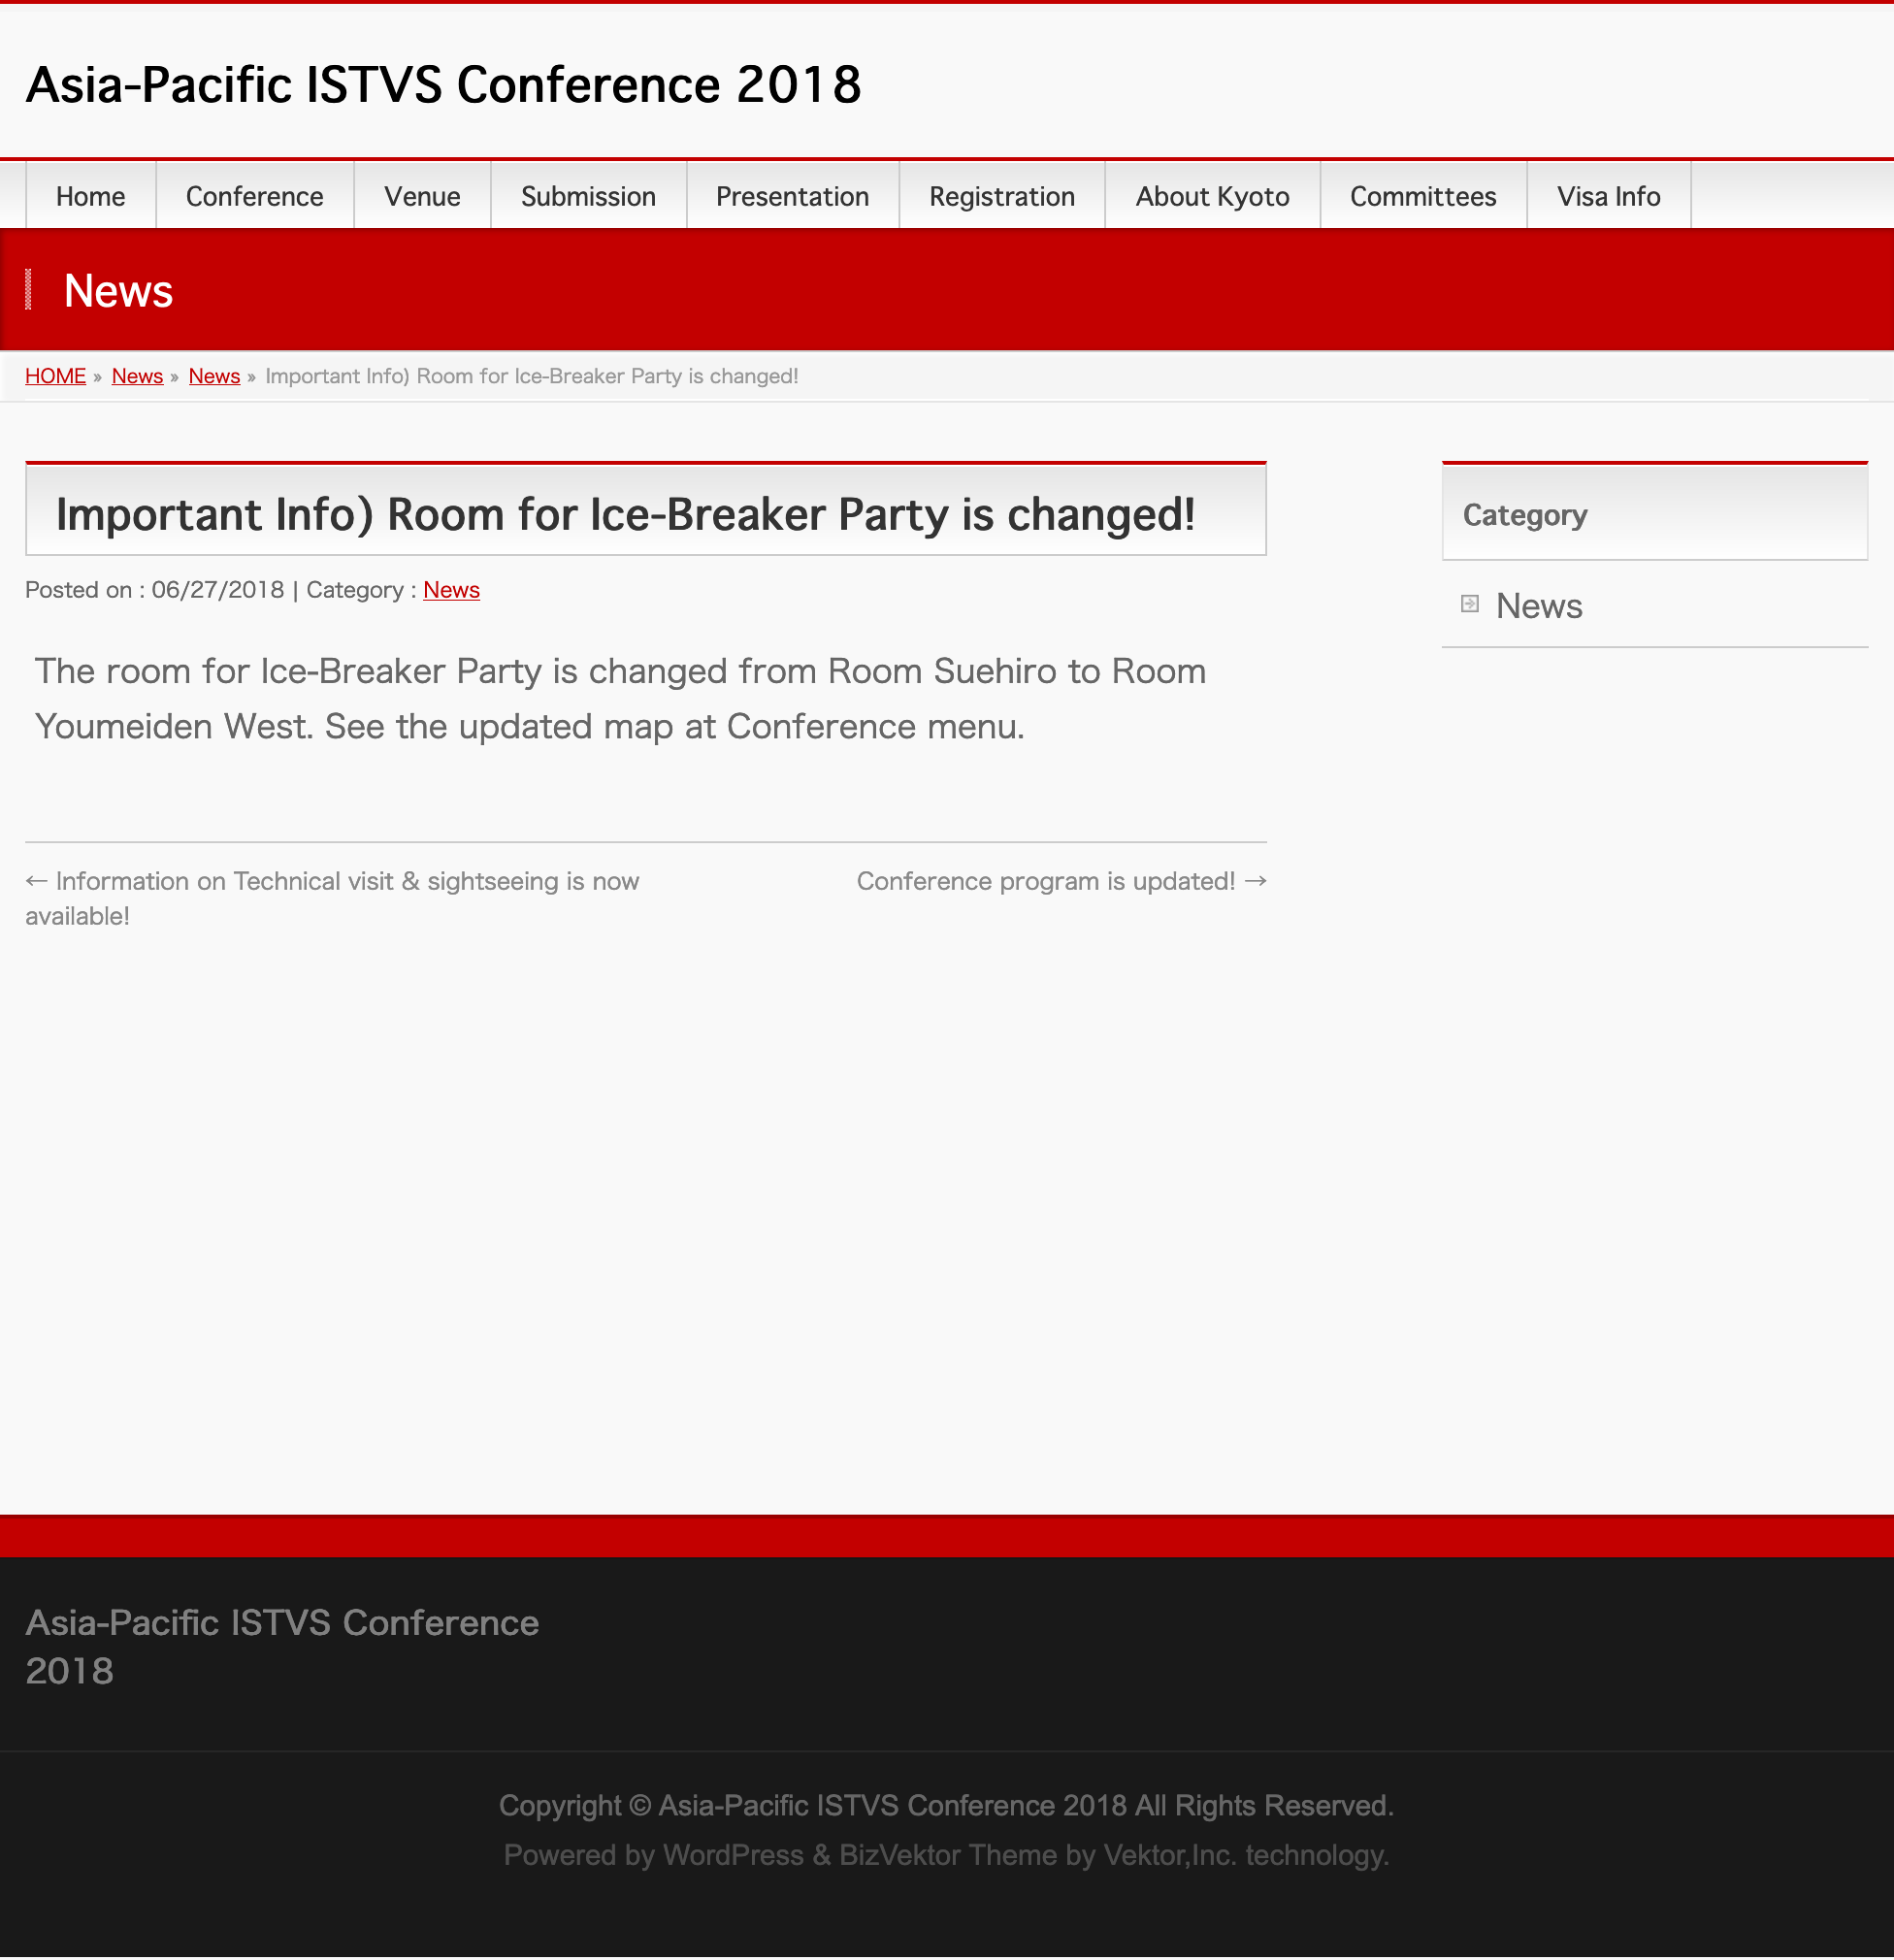 Asia-Pacific ISTVS Conference 2018
Home Conference Venue Submission Presentation Registration About Kyoto Committees Visa Info
News
HOME » News » News » Important Info) Room for Ice-Breaker Party is changed!
Important Info) Room for Ice-Breaker Party is changed!
Posted on : 06/27/2018 | Category : News
The room for Ice-Breaker Party is changed from Room Suehiro to Room
Youmeiden West. See the updated map at Conference menu.
← Information on Technical visit & sightseeing is now
available!
Conference program is updated! →
Category
News
Asia-Pacific ISTVS Conference
2018
Copyright © Asia-Pacific ISTVS Conference 2018 All Rights Reserved.
Powered by WordPress & BizVektor Theme by Vektor,Inc. technology.